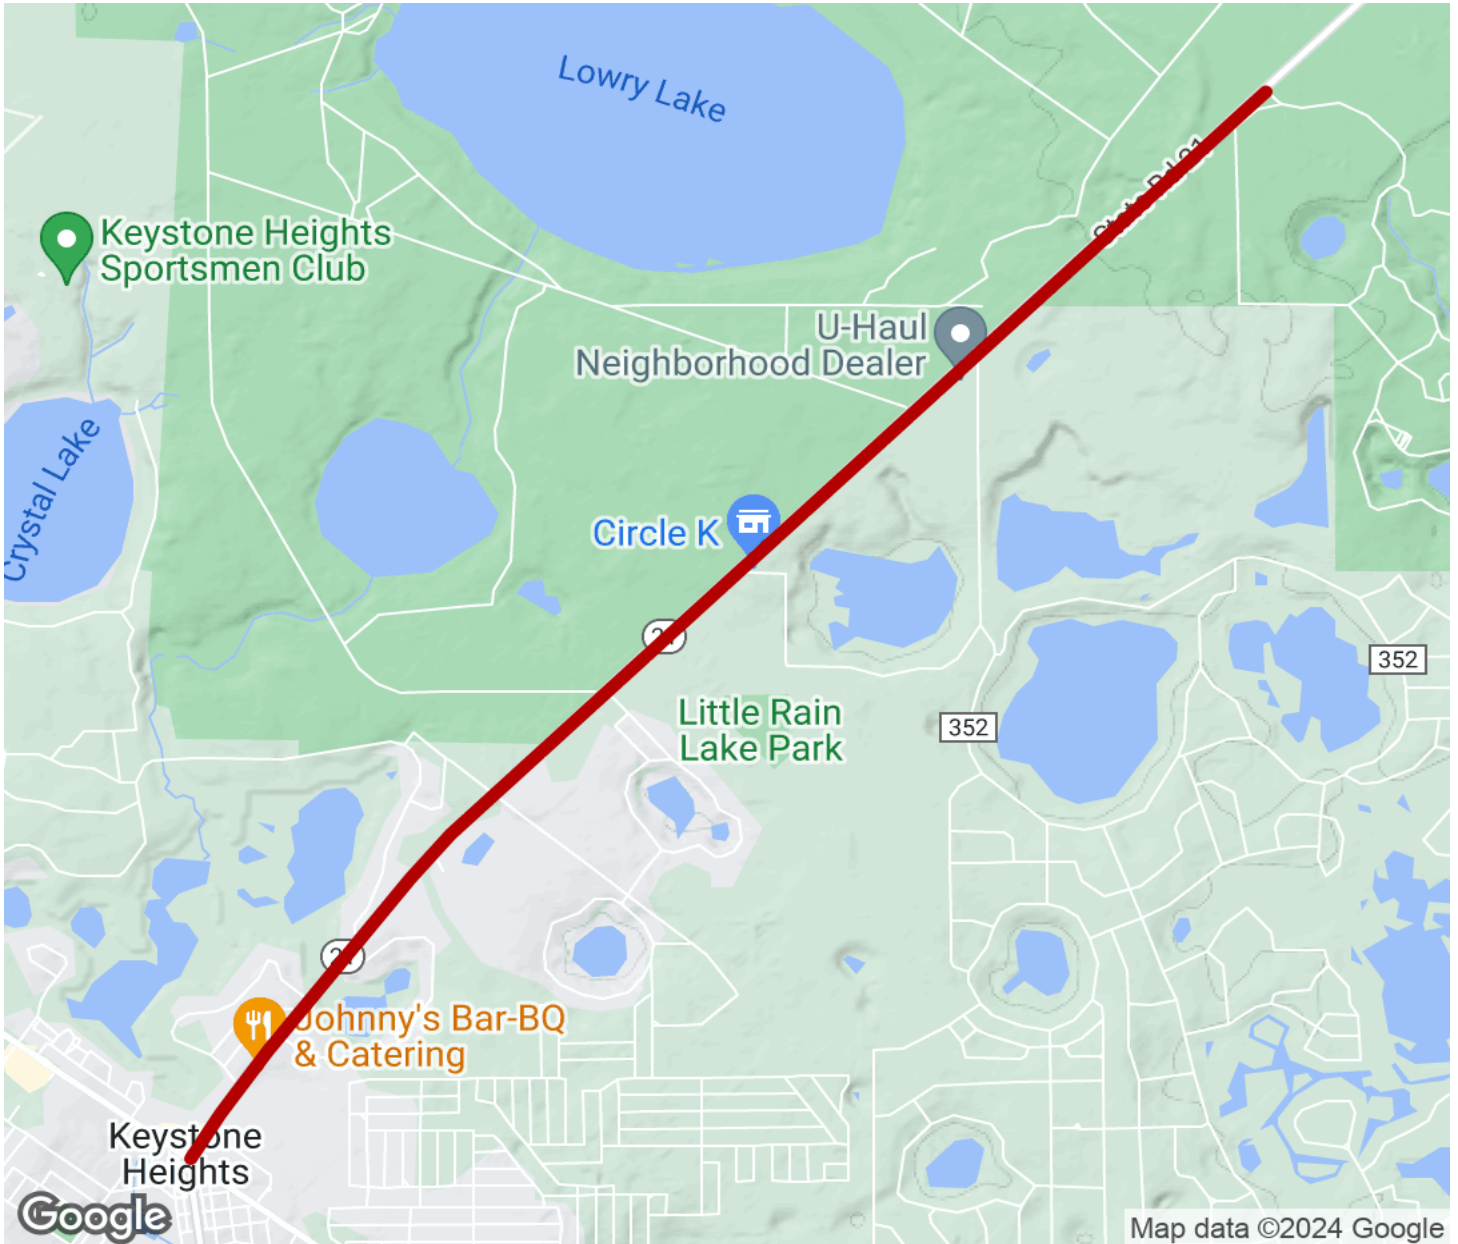 Lowry Lake
Keystone Heights
Sportsmen Club
U-Haul
Neighborhood Dealer
Crystal Lake
Circle K
352
Little Rain
Lake Park
352
Johnny's Bar-BQ
& Catering
Keystone
Heights
Google
Map data ©2024 Google